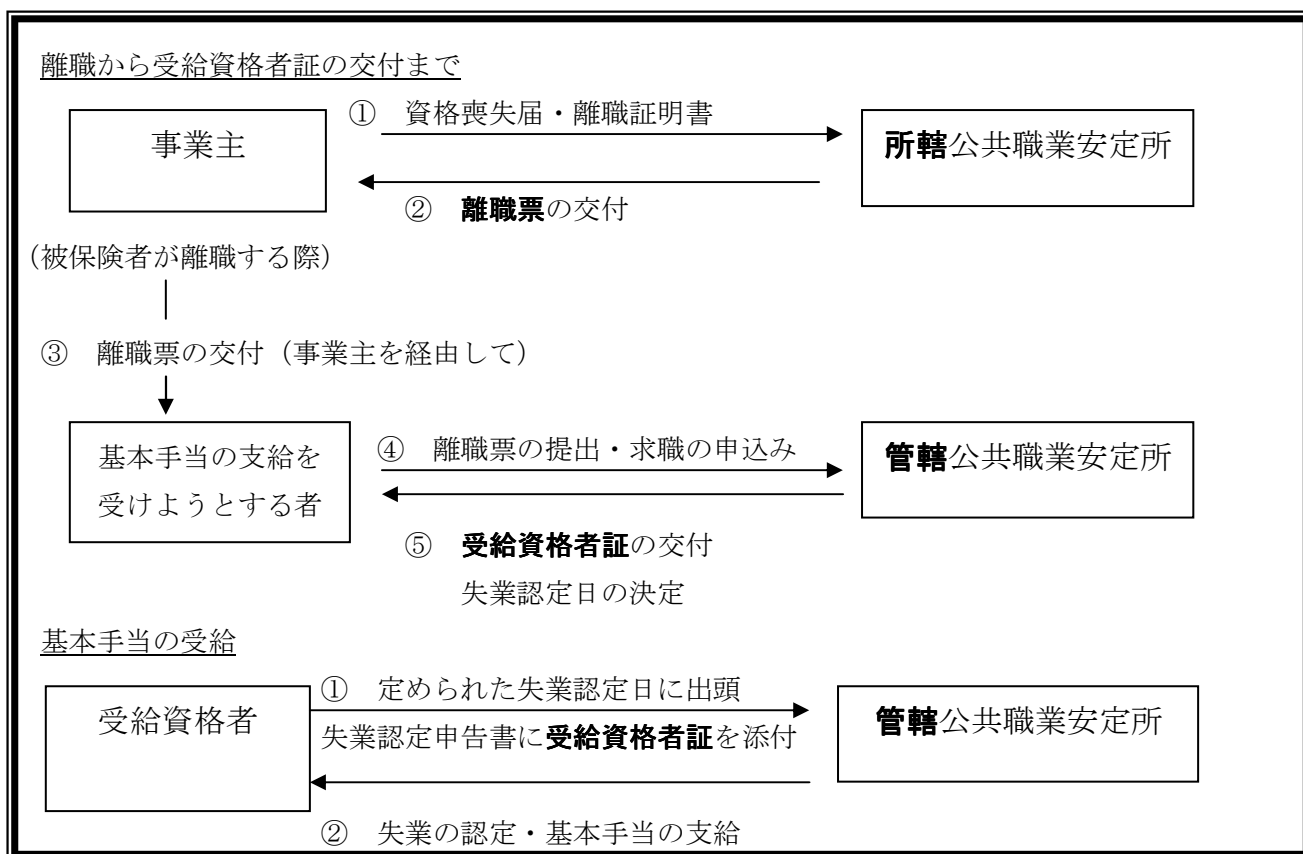 離職から受給資格者証の交付まで
① 資格喪失届・離職証明書
事業主
所轄公共職業安定所
② 離職票の交付
(被保険者が離職する際)
③ 離職票の交付(事業主を経由して)
基本手当の支給を
受けようとする者
④ 離職票の提出・求職の申込み
管轄公共職業安定所
⑤ 受給資格者証の交付
失業認定日の決定
基本手当の受給
受給資格者
① 定められた失業認定日に出頭
失業認定申告書に受給資格者証を添付
管轄公共職業安定所
② 失業の認定・基本手当の支給